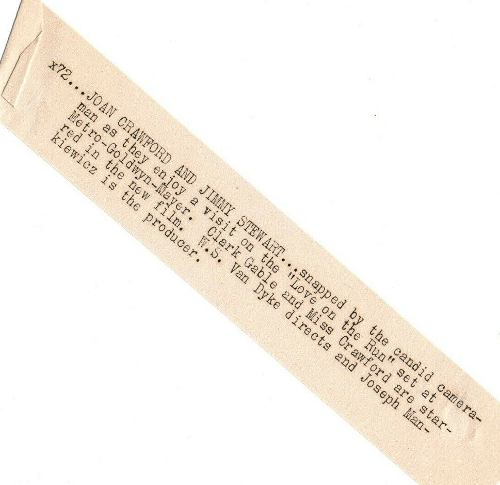 x72...JOAN CRAWFORD AND JIMMY STEWART...snapped by the candid camera-
man as they enjoy a visit on the "Love on the Run" set at
Metro-Goldwyn-Mayer.  Clark Gable and Miss Crawford are star-
red in the new film.  W.S. Van Dyke directs and Joseph Man-
kiewicz is the producer.